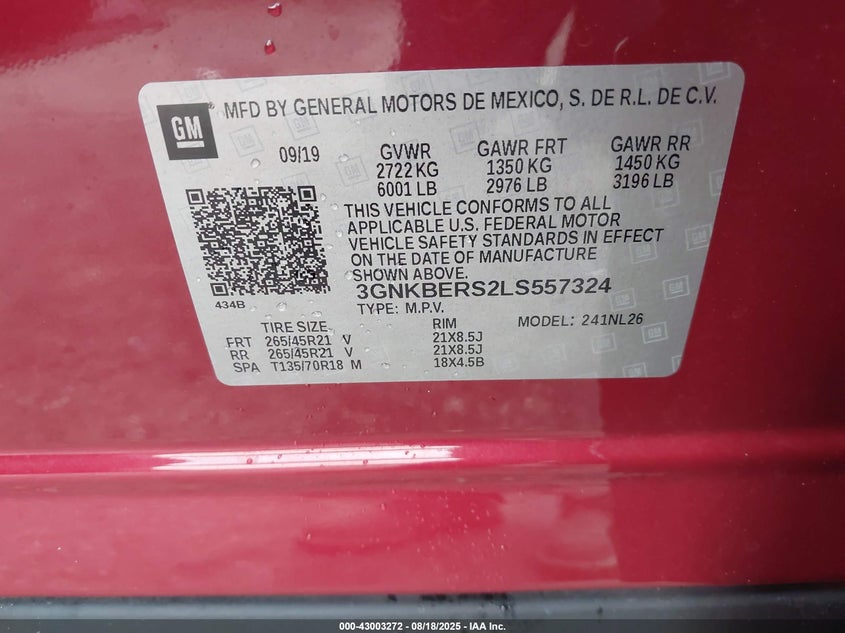 GM
MFD BY GENERAL MOTORS DE MEXICO, S. DE R.L. DE C.V.
09/19 GVWR GAWR FRT GAWR RR
2722 KG 1350 KG 1450 KG
6001 LB 2976 LB 3196 LB
THIS VEHICLE CONFORMS TO ALL
APPLICABLE U.S. FEDERAL MOTOR
VEHICLE SAFETY STANDARDS IN EFFECT
ON THE DATE OF MANUFACTURE
SHOWN ABOVE.
3GNKBERS2LS557324
434B
TYPE: M.P.V. MODEL: 241NL26
TIRE SIZE RIM
FRT 265/45R21 V 21X8.5J
RR 265/45R21 V 21X8.5J
SPA T135/70R18 M 18X4.5B
000-43003272 - 08/18/2025 - IAA Inc.